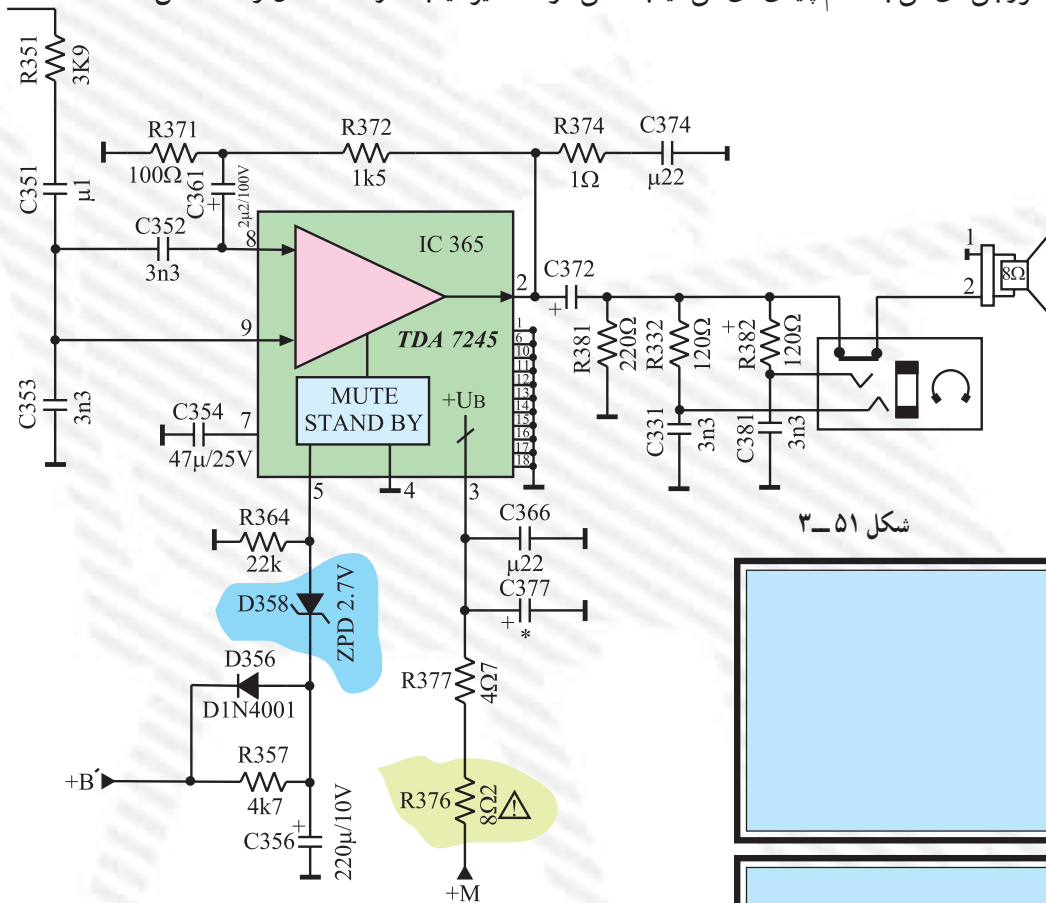 R351
3K9
R371
100Ω
R372
1k5
R374
1Ω
C374
μ22
C351
μ1
C361
+
2μ2/100V
C352
3n3
8
IC 365
9
TDA 7245
2
C372
+
1
2
8Ω
R381
220Ω
R332
120Ω
+
R382
120Ω
1
6
10
11
12
13
14
15
16
17
18
MUTE
STAND BY
+UB
C353
3n3
C354
47μ/25V
7
5
4
3
C331
3n3
C381
3n3
شکل ۵۱ ــ ۳
R364
22k
C366
μ22
C377
+
*
D358
ZPD 2.7V
D356
D1N4001
R377
4Ω7
+B´
R357
4k7
R376
8Ω2
!
C356
+
220μ/10V
+M